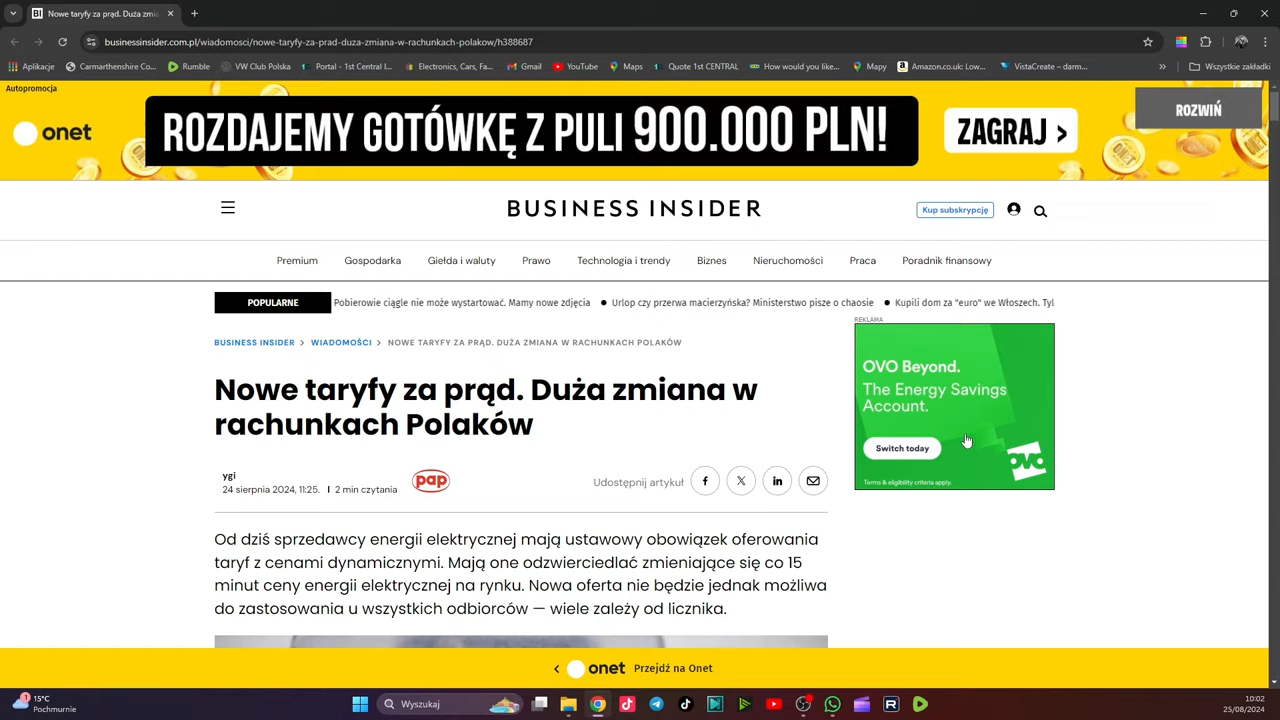 Nowe taryfy za prąd. Duża zmi
businessinsider.com.pl/wiadomosci/nowe-taryfy-za-prad-duza-zmiana-w-rachunkach-polakow/h388687
Aplikacje Carmarthenshire Co... Rumble VW Club Polska Portal - 1st Central I... Electronics, Cars, Fa... Gmail YouTube Maps Quote 1st CENTRAL How would you like... Mapy Amazon.co.uk: Low... VistaCreate – darm... » Wszystkie zakładki
Autopromocja
onet
ROZDAJEMY GOTÓWKĘ Z PULI 900.000 PLN!
ZAGRAJ >
ROZWIŃ
BUSINESS INSIDER
Kup subskrypcję
Premium Gospodarka Giełda i waluty Prawo Technologia i trendy Biznes Nieruchomości Praca Poradnik finansowy
POPULARNE Pobierowie ciągle nie może wystartować. Mamy nowe zdjęcia ● Urlop czy przerwa macierzyńska? Ministerstwo pisze o chaosie ● Kupili dom za "euro" we Włoszech. Tyl
REKLAMA
BUSINESS INSIDER > WIADOMOŚCI > NOWE TARYFY ZA PRĄD. DUŻA ZMIANA W RACHUNKACH POLAKÓW
Nowe taryfy za prąd. Duża zmiana w
rachunkach Polaków
OVO Beyond.
The Energy Savings
Account.
Switch today
OVO
Terms & eligibility criteria apply.
ygi
24 sierpnia 2024, 11:25. | 2 min czytania
pap
Udostępnij artykuł
Od dziś sprzedawcy energii elektrycznej mają ustawowy obowiązek oferowania
taryf z cenami dynamicznymi. Mają one odzwierciedlać zmieniające się co 15
minut ceny energii elektrycznej na rynku. Nowa oferta nie będzie jednak możliwa
do zastosowania u wszystkich odbiorców — wiele zależy od licznika.
< onet Przejdź na Onet
15°C
Pochmurnie
Wyszukaj
10:02
25/08/2024